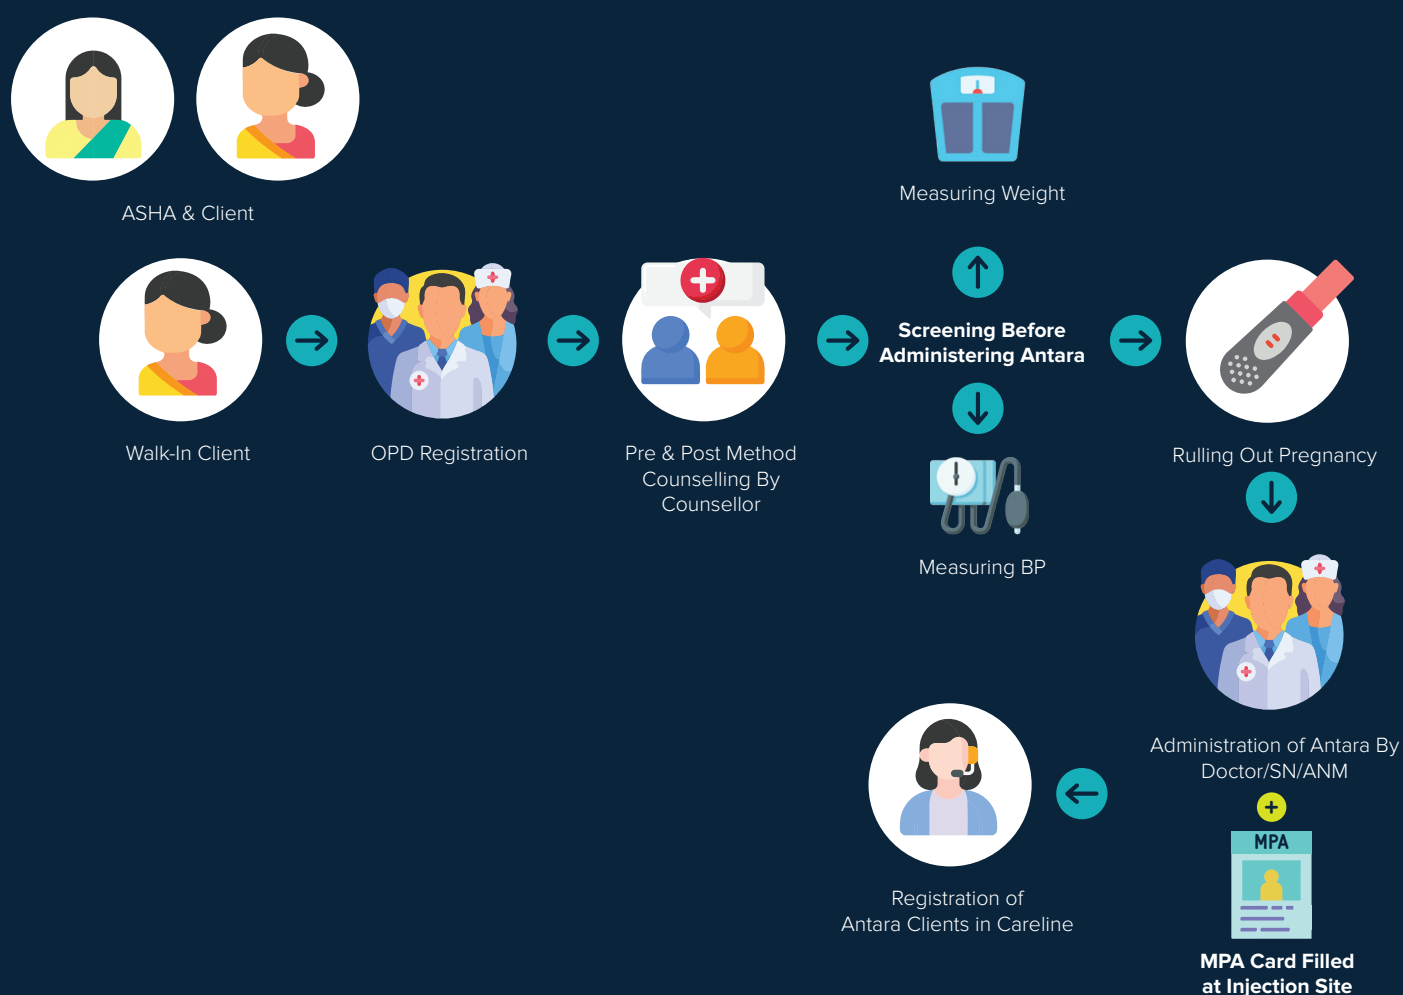 ASHA & Client
Walk-In Client
OPD Registration
Pre & Post Method
Counselling By
Counsellor
Measuring Weight
Screening Before
Administering Antara
Measuring BP
Rulling Out Pregnancy
Administration of Antara By
Doctor/SN/ANM
+
MPA
MPA Card Filled
at Injection Site
Registration of
Antara Clients in Careline